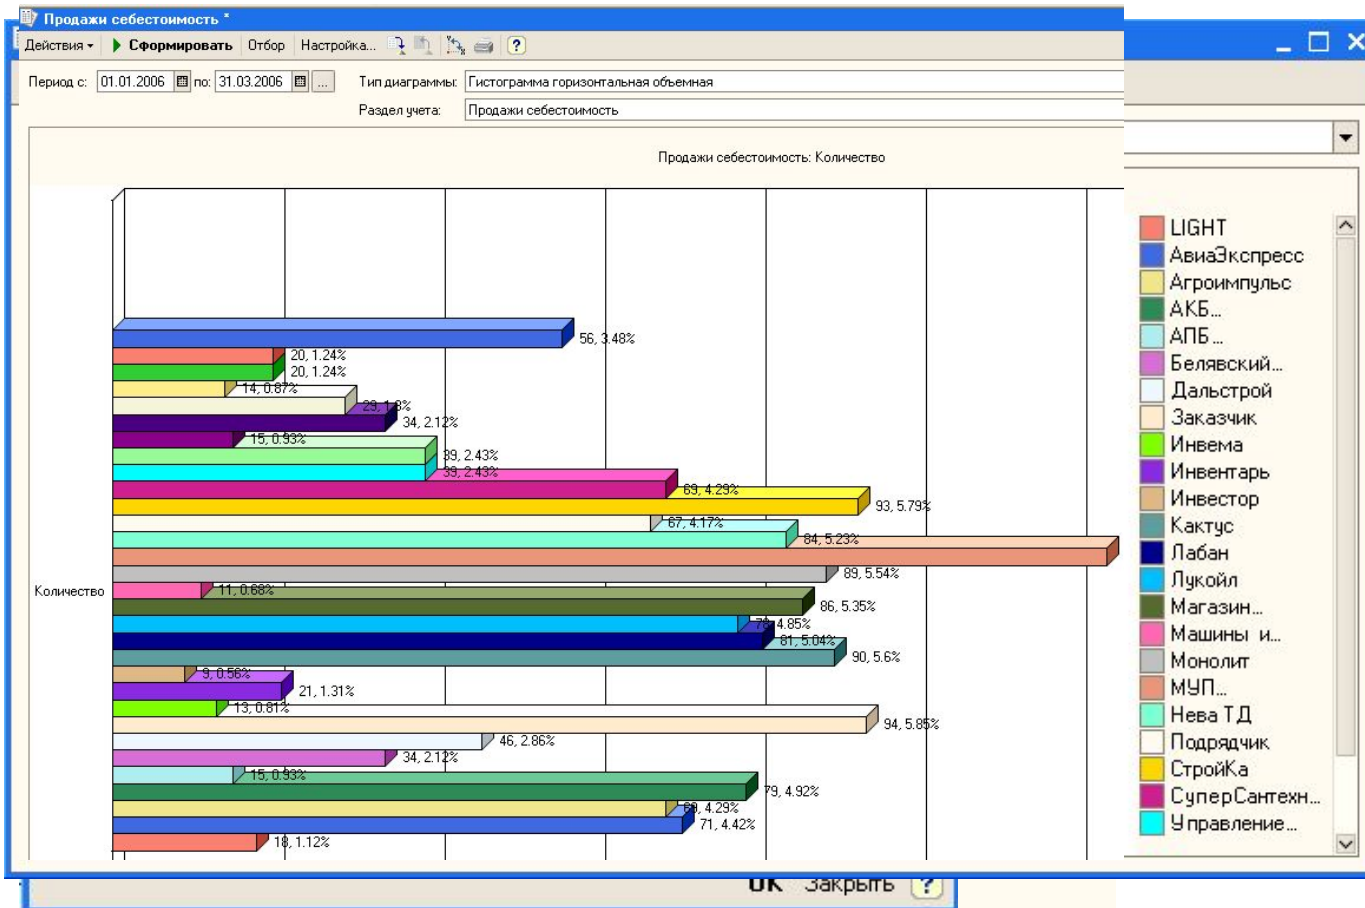 Продажи себестоимость *
Действия Сформировать Отбор Настройка... ?
Период с: 01.01.2006 по: 31.03.2006 ... Тип диаграммы: Гистограмма горизонтальная объемная
Раздел учета: Продажи себестоимость
Продажи себестоимость: Количество
56, 3.48%
20, 1.24%
20, 1.24%
14, 0.87%
29, 1.8%
34, 2.12%
15, 0.93%
39, 2.43%
39, 2.43%
69, 4.29%
93, 5.79%
67, 4.17%
84, 5.23%
89, 5.54%
Количество
11, 0.68%
86, 5.35%
78, 4.85%
81, 5.04%
90, 5.6%
9, 0.56%
21, 1.31%
13, 0.81%
94, 5.85%
46, 2.86%
34, 2.12%
15, 0.93%
79, 4.92%
69, 4.29%
71, 4.42%
18, 1.12%
LIGHT
АвиаЭкспресс
Агроимпульс
АКБ...
АПБ...
Белявский...
Дальстрой
Заказчик
Инвема
Инвентарь
Инвестор
Кактус
Лабан
Лукойл
Магазин...
Машины и...
Монолит
МУП...
Нева ТД
Подрядчик
СтройКа
СуперСантехн...
Управление...
OK Закрыть ?